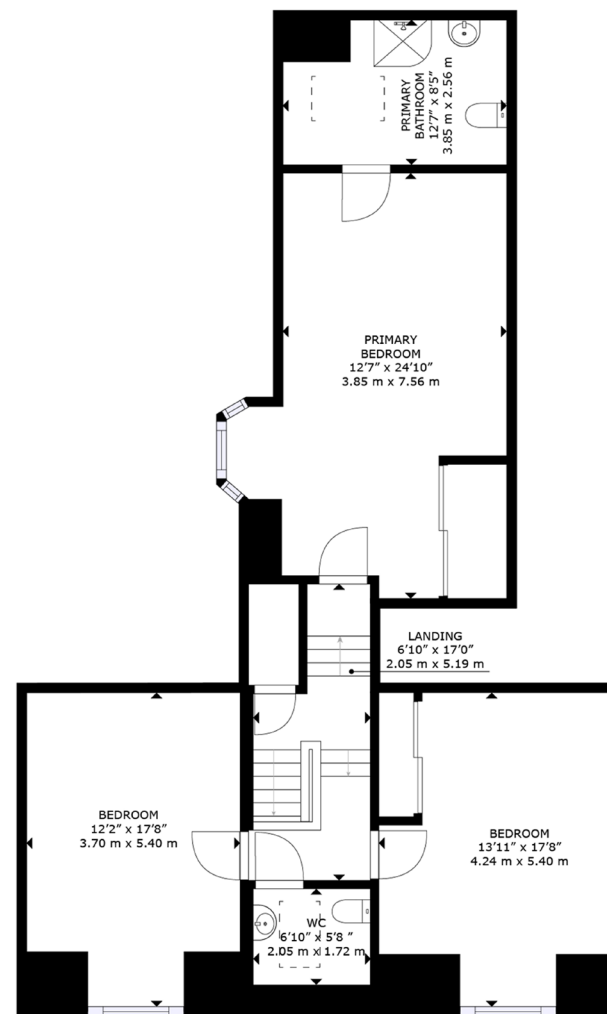 PRIMARY
BATHROOM
12'7" x 8'5"
3.85 m x 2.56 m
PRIMARY
BEDROOM
12'7" x 24'10"
3.85 m x 7.56 m
LANDING
6'10" x 17'0"
2.05 m x 5.19 m
BEDROOM
12'2" x 17'8"
3.70 m x 5.40 m
BEDROOM
13'11" x 17'8"
4.24 m x 5.40 m
WC
6'10" x 5'8 "
2.05 m x 1.72 m